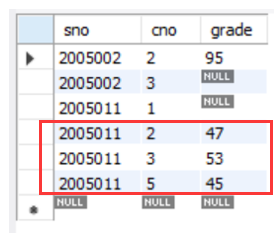 sno cno grade
2005002 2 95
2005002 3 NULL
2005011 1 NULL
2005011 2 47
2005011 3 53
2005011 5 45
NULL NULL NULL